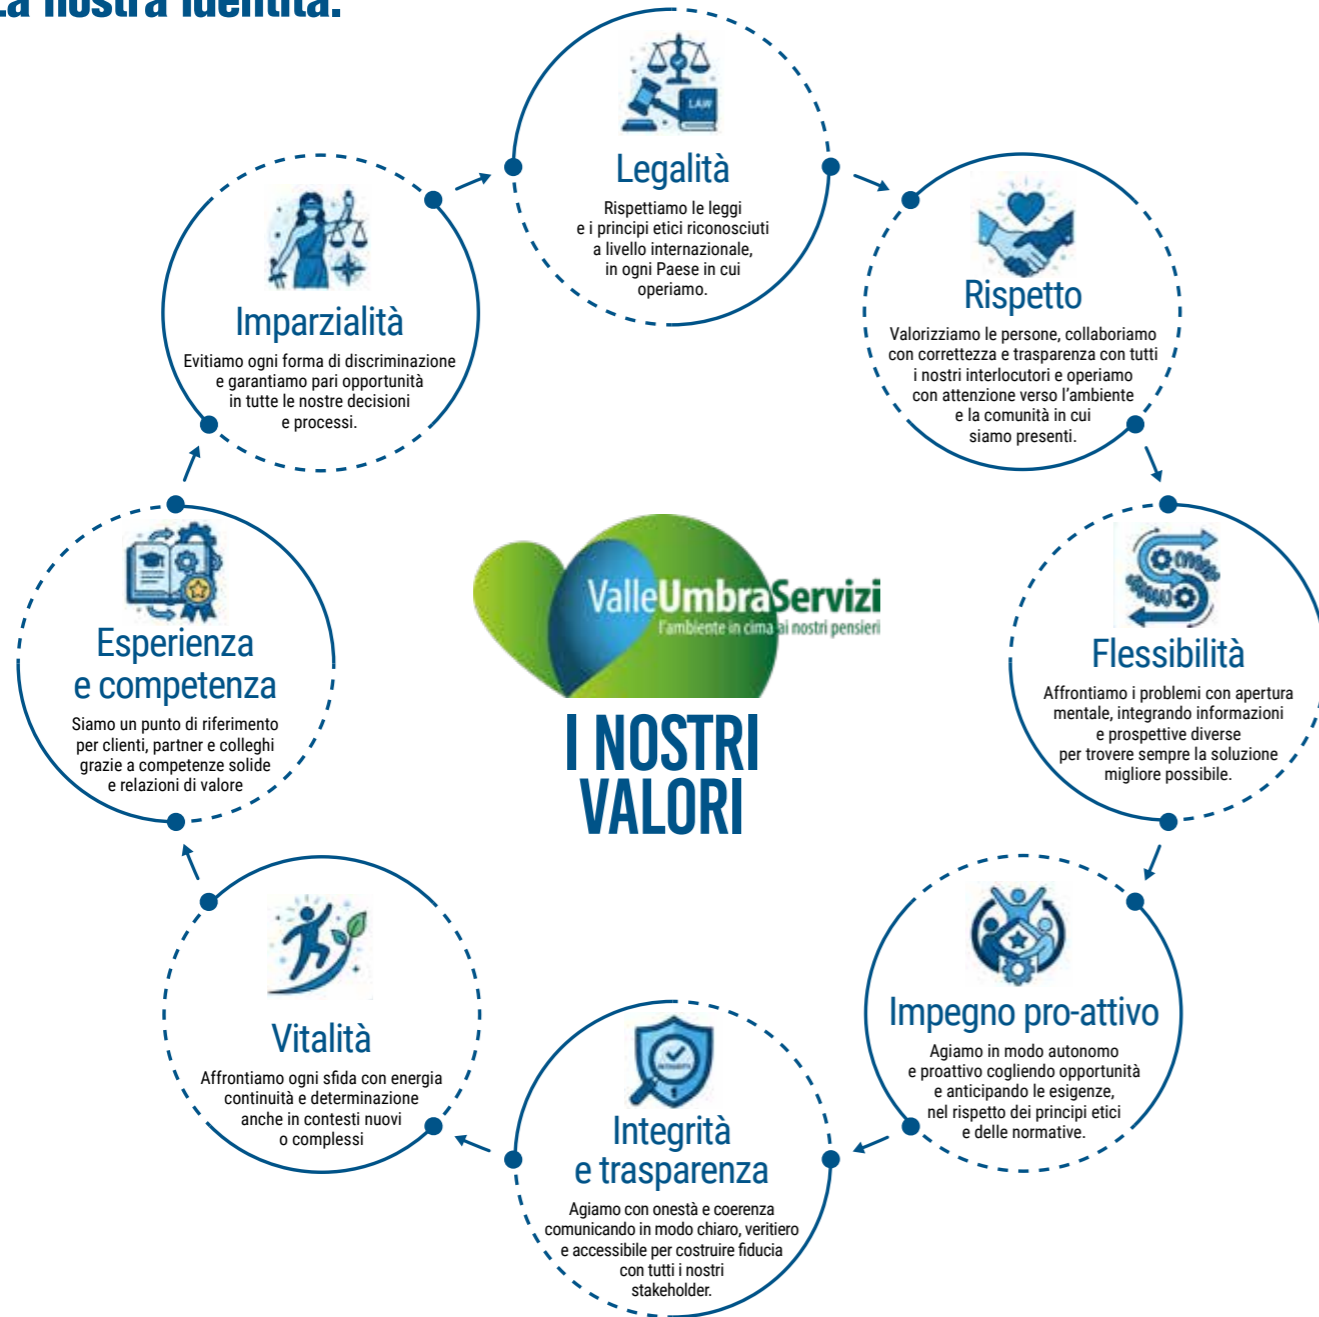 La nostra identità.
LAW
Legalità
Rispettiamo le leggi
e i principi etici riconosciuti
a livello internazionale,
in ogni Paese in cui
operiamo.
Rispetto
Valorizziamo le persone, collaboriamo
con correttezza e trasparenza con tutti
i nostri interlocutori e operiamo
con attenzione verso l'ambiente
e la comunità in cui
siamo presenti.
Flessibilità
Affrontiamo i problemi con apertura
mentale, integrando informazioni
e prospettive diverse
per trovere sempre la soluzione
migliore possibile.
Impegno pro-attivo
Agiamo in modo autonomo
e proattivo cogliendo opportunità
e anticipando le esigenze,
nel rispetto dei principi etici
e delle normative.
INTEGRITÀ
Integrità
e trasparenza
Agiamo con onestà e coerenza
comunicando in modo chiaro, veritiero
e accessibile per costruire fiducia
con tutti i nostri
stakeholder.
Vitalità
Affrontiamo ogni sfida con energia
continuità e determinazione
anche in contesti nuovi
o complessi
Esperienza
e competenza
Siamo un punto di riferimento
per clienti, partner e colleghi
grazie a competenze solide
e relazioni di valore
Imparzialità
Evitiamo ogni forma di discriminazione
e garantiamo pari opportunità
in tutte le nostre decisioni
e processi.
ValleUmbraServizi
l'ambiente in cima ai nostri pensieri
I NOSTRI
VALORI